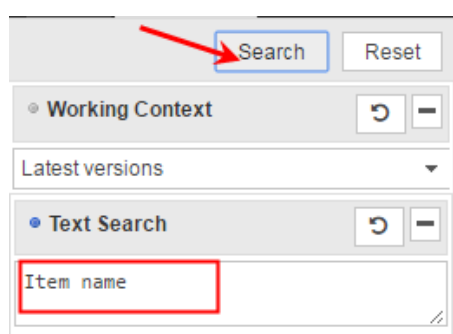 Search Reset
Working Context
Latest versions
Text Search
Item name